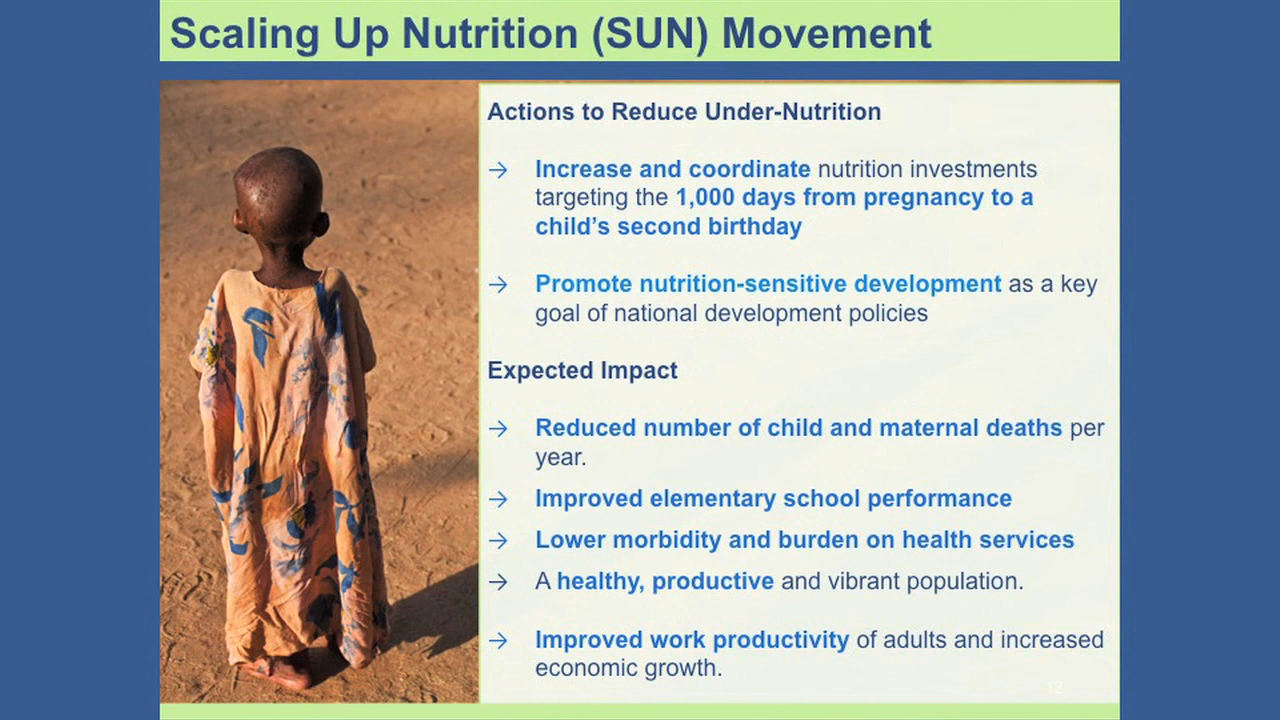 Scaling Up Nutrition (SUN) Movement
Actions to Reduce Under-Nutrition
→ Increase and coordinate nutrition investments
targeting the 1,000 days from pregnancy to a
child's second birthday
→ Promote nutrition-sensitive development as a key
goal of national development policies
Expected Impact
→ Reduced number of child and maternal deaths per
year.
→ Improved elementary school performance
→ Lower morbidity and burden on health services
→ A healthy, productive and vibrant population.
→ Improved work productivity of adults and increased
economic growth.
12